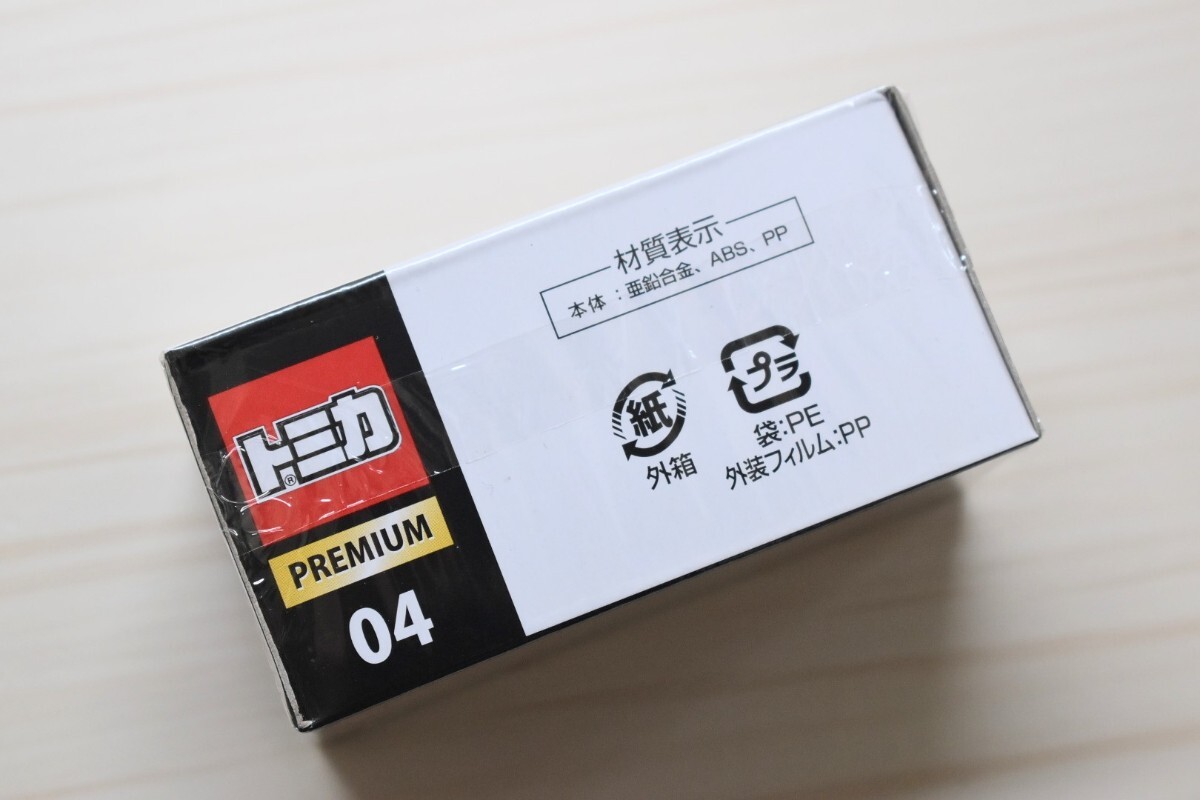 トミカ
®
PREMIUM
04
材質表示
本体：亜鉛合金、ABS、PP
紙
外箱
プラ
袋:PE
外装フィルム:PP